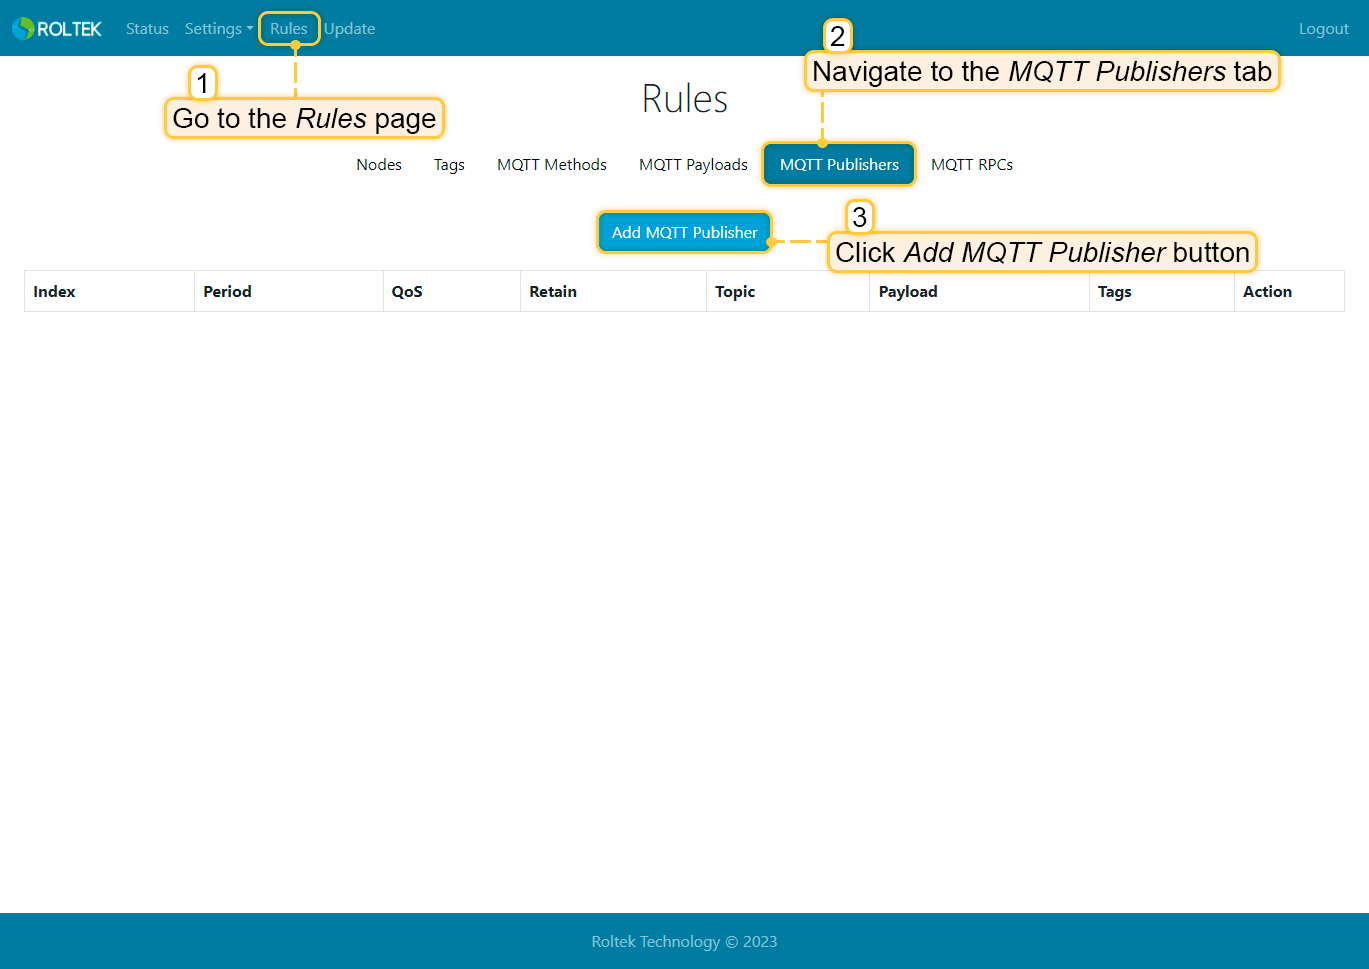 ROLTEK Status Settings Rules Update Logout
1
Go to the Rules page
2
Navigate to the MQTT Publishers tab
Rules
Nodes Tags MQTT Methods MQTT Payloads MQTT Publishers MQTT RPCs
Add MQTT Publisher
3
Click Add MQTT Publisher button
Index Period QoS Retain Topic Payload Tags Action
Roltek Technology © 2023